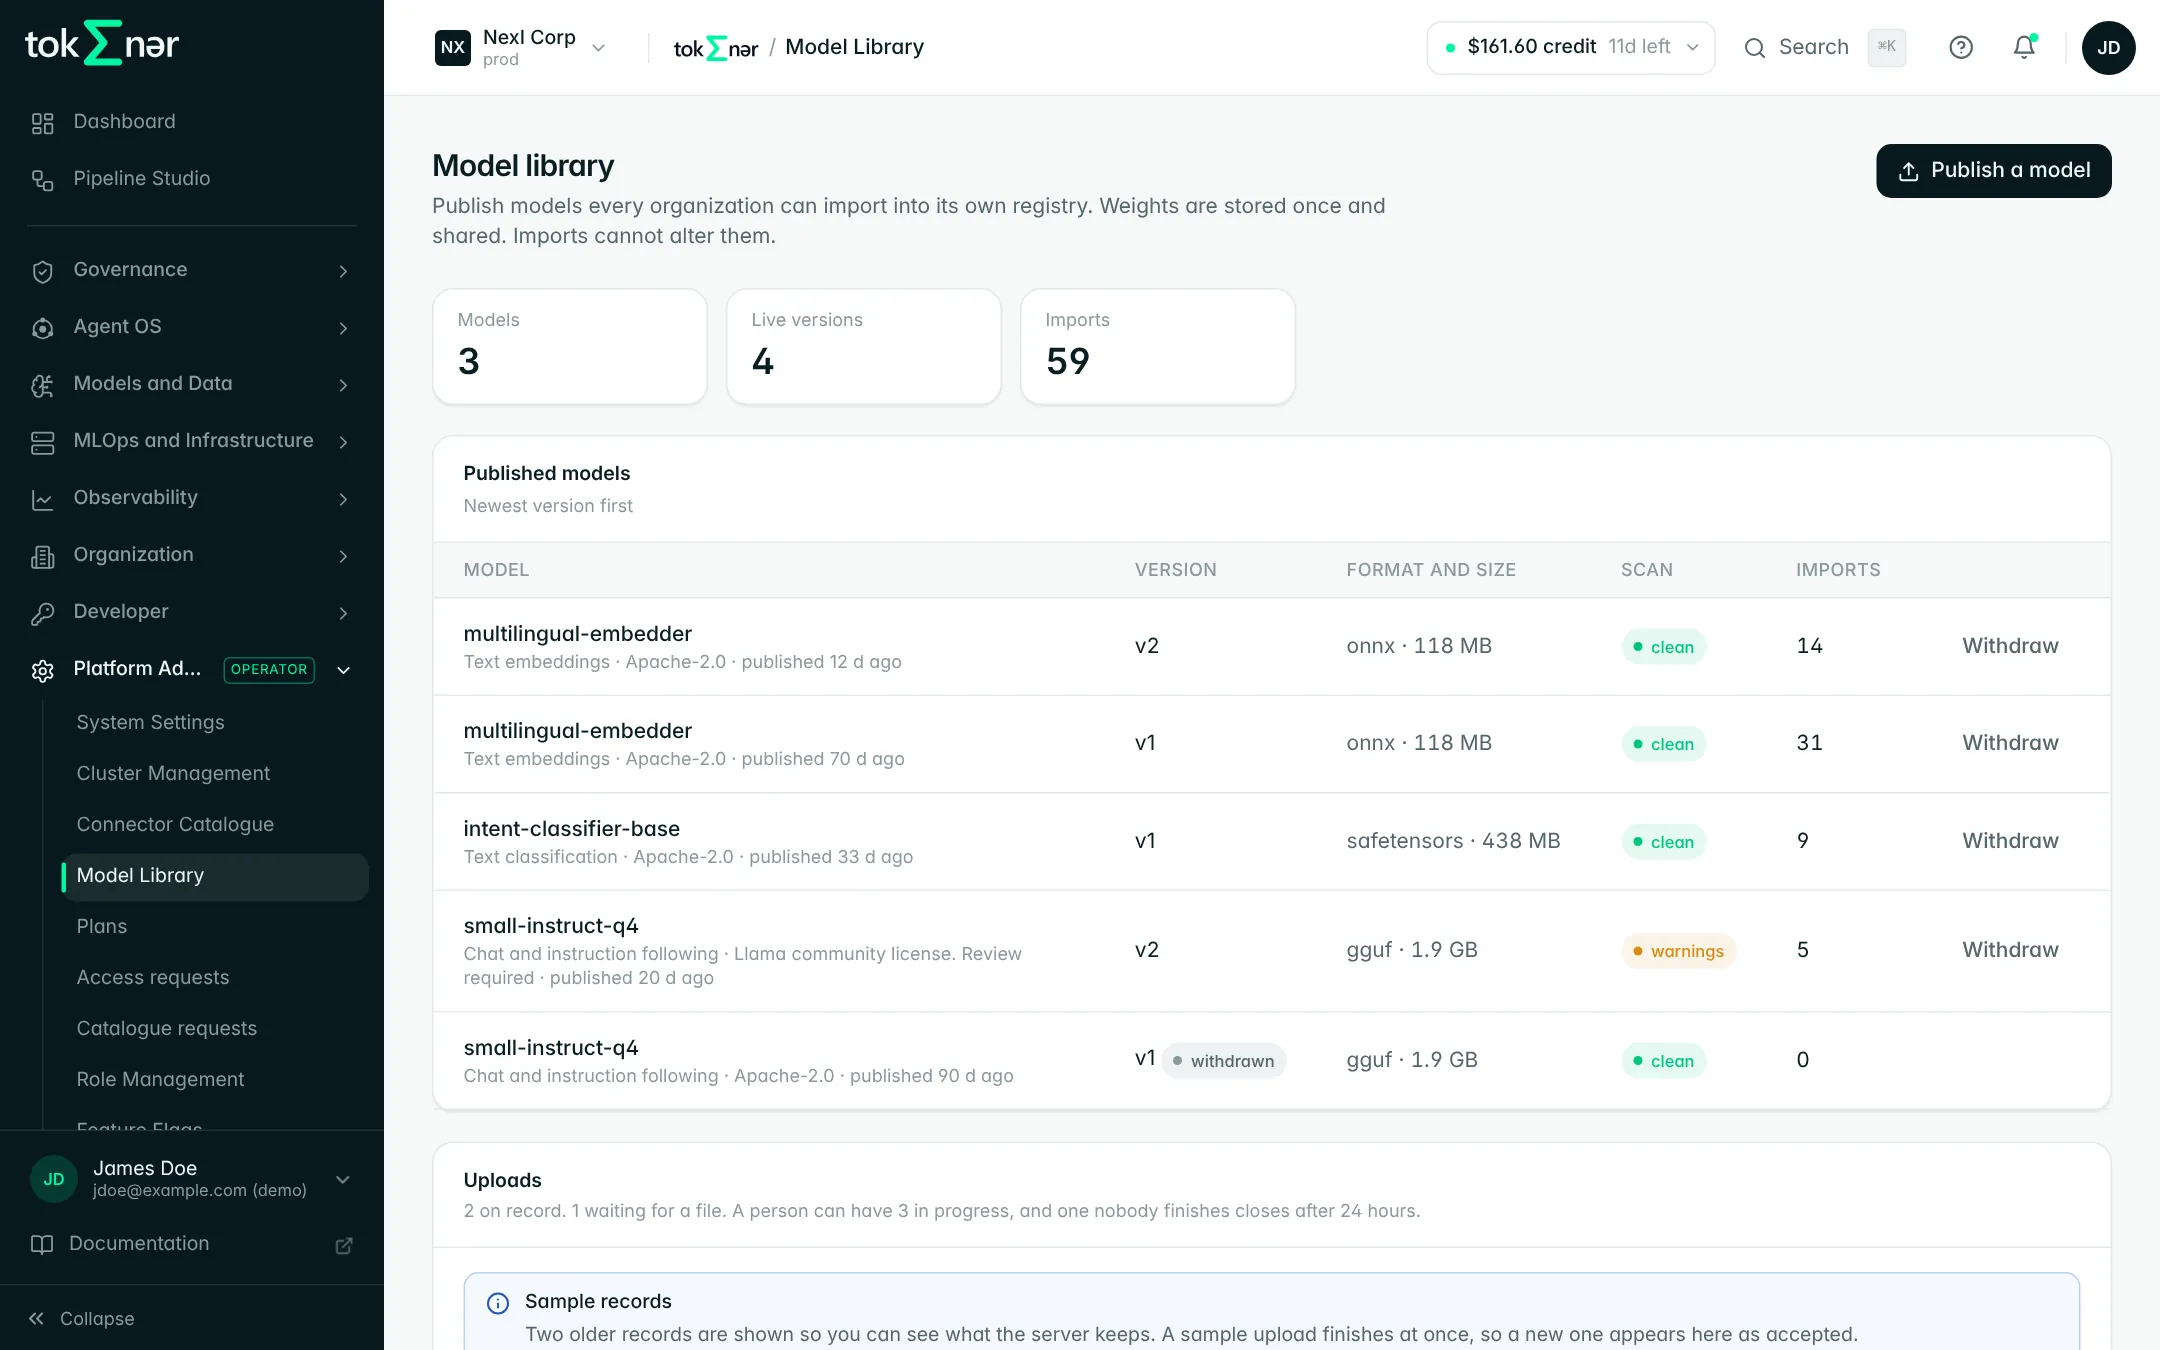 tokΣnər
Dashboard
Pipeline Studio
Governance
Agent OS
Models and Data
MLOps and Infrastructure
Observability
Organization
Developer
Platform Ad... OPERATOR
System Settings
Cluster Management
Connector Catalogue
Model Library
Plans
Access requests
Catalogue requests
Role Management
Feature Flags
JD James Doe
jdoe@example.com (demo)
Documentation
Collapse
NX Nexl Corp
prod
tokΣnər / Model Library
$161.60 credit 11d left
Search ⌘K
JD
Model library
Publish models every organization can import into its own registry. Weights are stored once and
shared. Imports cannot alter them.
Publish a model
Models
3
Live versions
4
Imports
59
Published models
Newest version first
MODEL VERSION FORMAT AND SIZE SCAN IMPORTS
multilingual-embedder
Text embeddings · Apache-2.0 · published 12 d ago
v2 onnx · 118 MB clean 14 Withdraw
multilingual-embedder
Text embeddings · Apache-2.0 · published 70 d ago
v1 onnx · 118 MB clean 31 Withdraw
intent-classifier-base
Text classification · Apache-2.0 · published 33 d ago
v1 safetensors · 438 MB clean 9 Withdraw
small-instruct-q4
Chat and instruction following · Llama community license. Review
required · published 20 d ago
v2 gguf · 1.9 GB warnings 5 Withdraw
small-instruct-q4
Chat and instruction following · Apache-2.0 · published 90 d ago
v1 withdrawn gguf · 1.9 GB clean 0
Uploads
2 on record. 1 waiting for a file. A person can have 3 in progress, and one nobody finishes closes after 24 hours.
Sample records
Two older records are shown so you can see what the server keeps. A sample upload finishes at once, so a new one appears here as accepted.